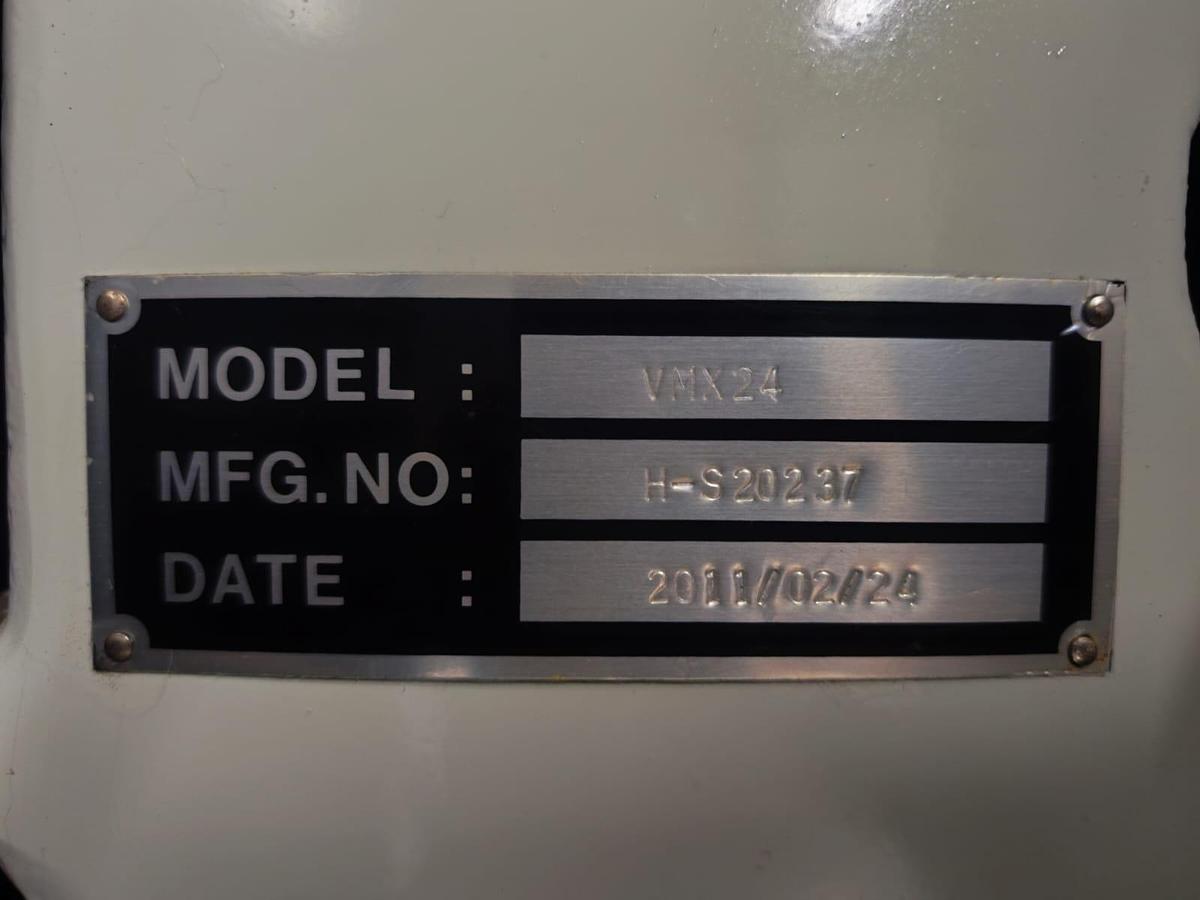 MODEL : VMX24
MFG. NO: H-S20237
DATE : 2011/02/24